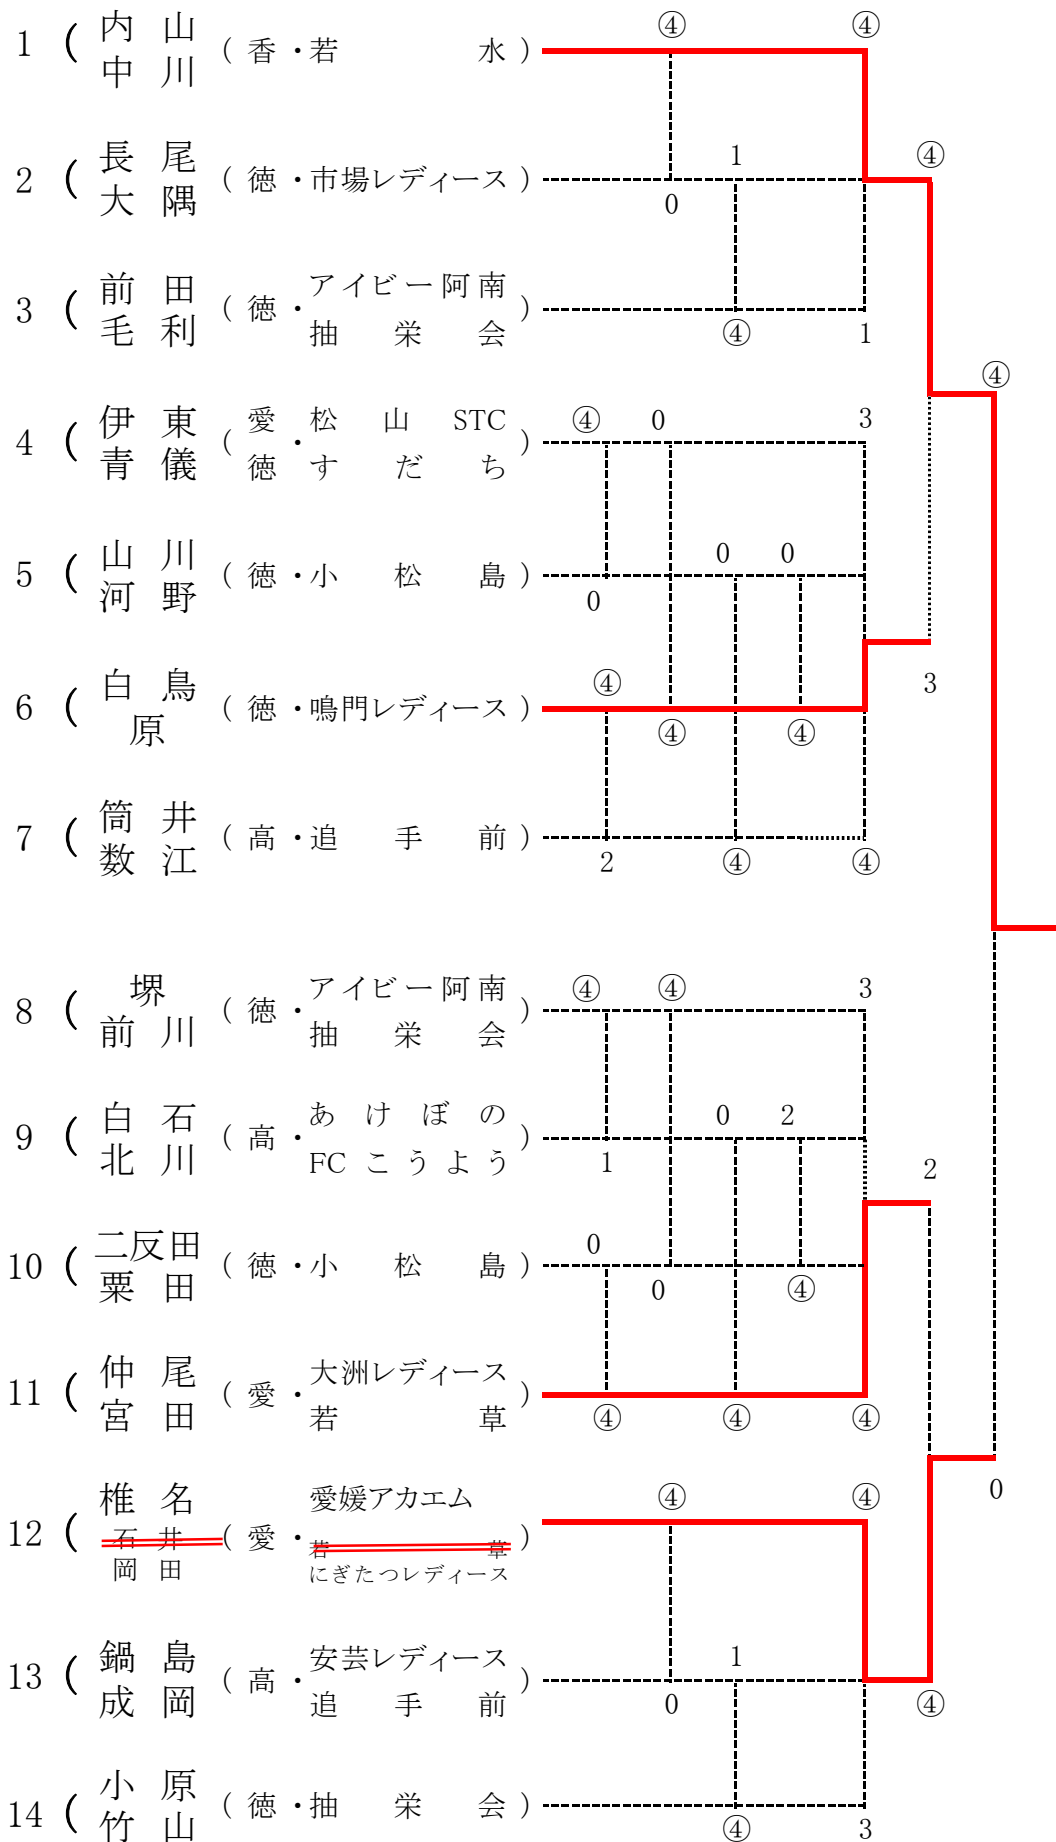 ④ ④
1 ( 内 山 中 川 ( 香 ・ 若 水 )
1 ④
2 ( 長 尾 大 隅 ( 徳 ・ 市場レディース )
0
3 ( 前 田 毛 利 ( 徳 ・ アイビー阿南 抽 栄 会 )
④ 1
④
4 ( 伊 東 青 儀 ( 愛 徳 ・ 松 山 STC す だ ち )
④ 0 3
0 0
5 ( 山 川 河 野 ( 徳 ・ 小 松 島 )
0
④ 3
6 ( 白 鳥 原 ( 徳 ・ 鳴門レディース )
④ ④
7 ( 筒 井 数 江 ( 高 ・ 追 手 前 )
2 ④ ④
④ ④ 3
8 ( 堺 前 川 ( 徳 ・ アイビー阿南 抽 栄 会 )
0 2
9 ( 白 石 北 川 ( 高 ・ あ け ぼ の FC こ う よ う )
1 2
0
10 ( 二反田 粟 田 ( 徳 ・ 小 松 島 )
0 ④
11 ( 仲 尾 宮 田 ( 愛 ・ 大洲レディース 若 草 )
④ ④ ④
④ ④ 0
12 ( 椎 名 石 井 岡 田 ( 愛 ・ 愛媛アカエム 若 草 にぎたつレディース )
1
13 ( 鍋 島 成 岡 ( 高 ・ 安芸レディース 追 手 前 )
0 ④
14 ( 小 原 竹 山 ( 徳 ・ 抽 栄 会 )
④ 3